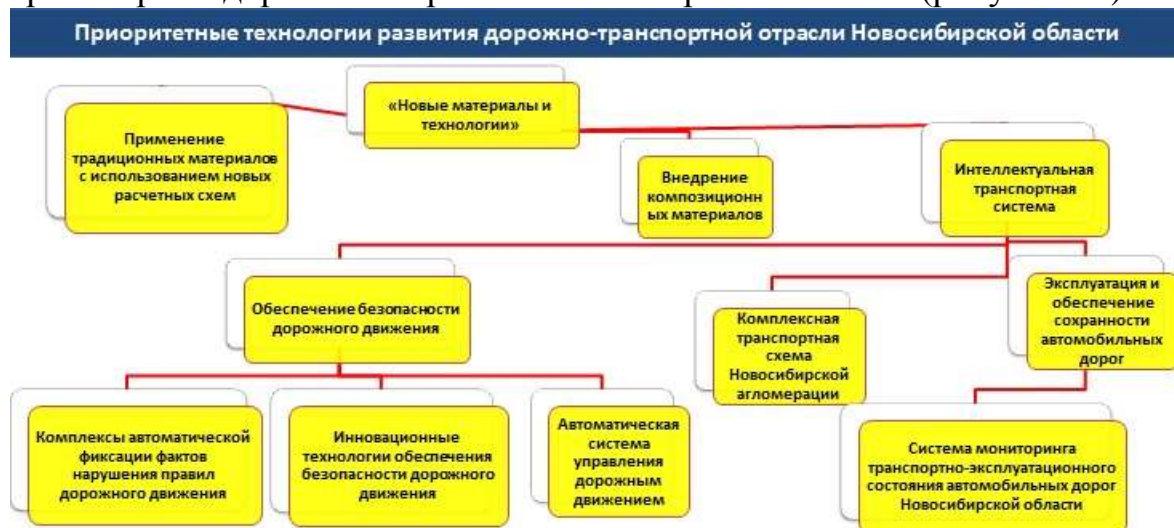 Приоритетные технологии развития дорожно-транспортной отрасли Новосибирской области
«Новые материалы и
технологии»
Применение
традиционных материалов
с использованием новых
расчетных схем
Внедрение
композиционн
ых материалов
Интеллектуальная
транспортная
система
Обеспечение безопасности
дорожного движения
Комплексная
транспортная
схема
Новосибирской
агломерации
Эксплуатация и
обеспечение
сохранности
автомобильных
дорог
Комплексы автоматической
фиксации фактов
нарушения правил
дорожного движения
Инновационные
технологии обеспечения
безопасности дорожного
движения
Автоматическая
система
управления
дорожным
движением
Система мониторинга
транспортно-эксплуатационного
состояния автомобильных дорог
Новосибирской области